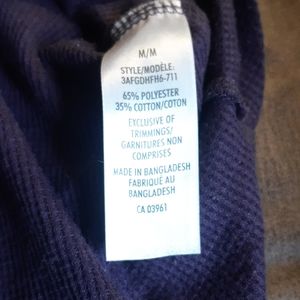 M/M
STYLE/MODÈLE:
3AFGDHFH6-711
65% POLYESTER
35% COTTON/COTON
EXCLUSIVE OF
TRIMMINGS/
GARNITURES NON
COMPRISES
MADE IN BANGLADESH
FABRIQUÉ AU
BANGLADESH
CA 03961